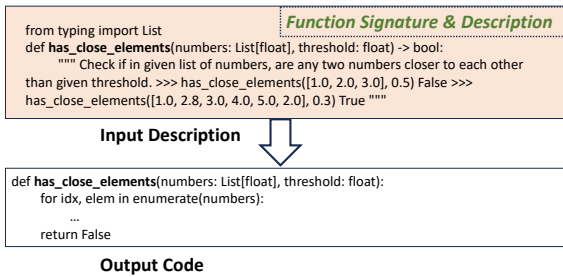 Function Signature & Description
from typing import List
def has_close_elements(numbers: List[float], threshold: float) -> bool:
""" Check if in given list of numbers, are any two numbers closer to each other
than given threshold. >>> has_close_elements([1.0, 2.0, 3.0], 0.5) False >>>
has_close_elements([1.0, 2.8, 3.0, 4.0, 5.0, 2.0], 0.3) True """
Input Description
def has_close_elements(numbers: List[float], threshold: float):
for idx, elem in enumerate(numbers):
...
return False
Output Code